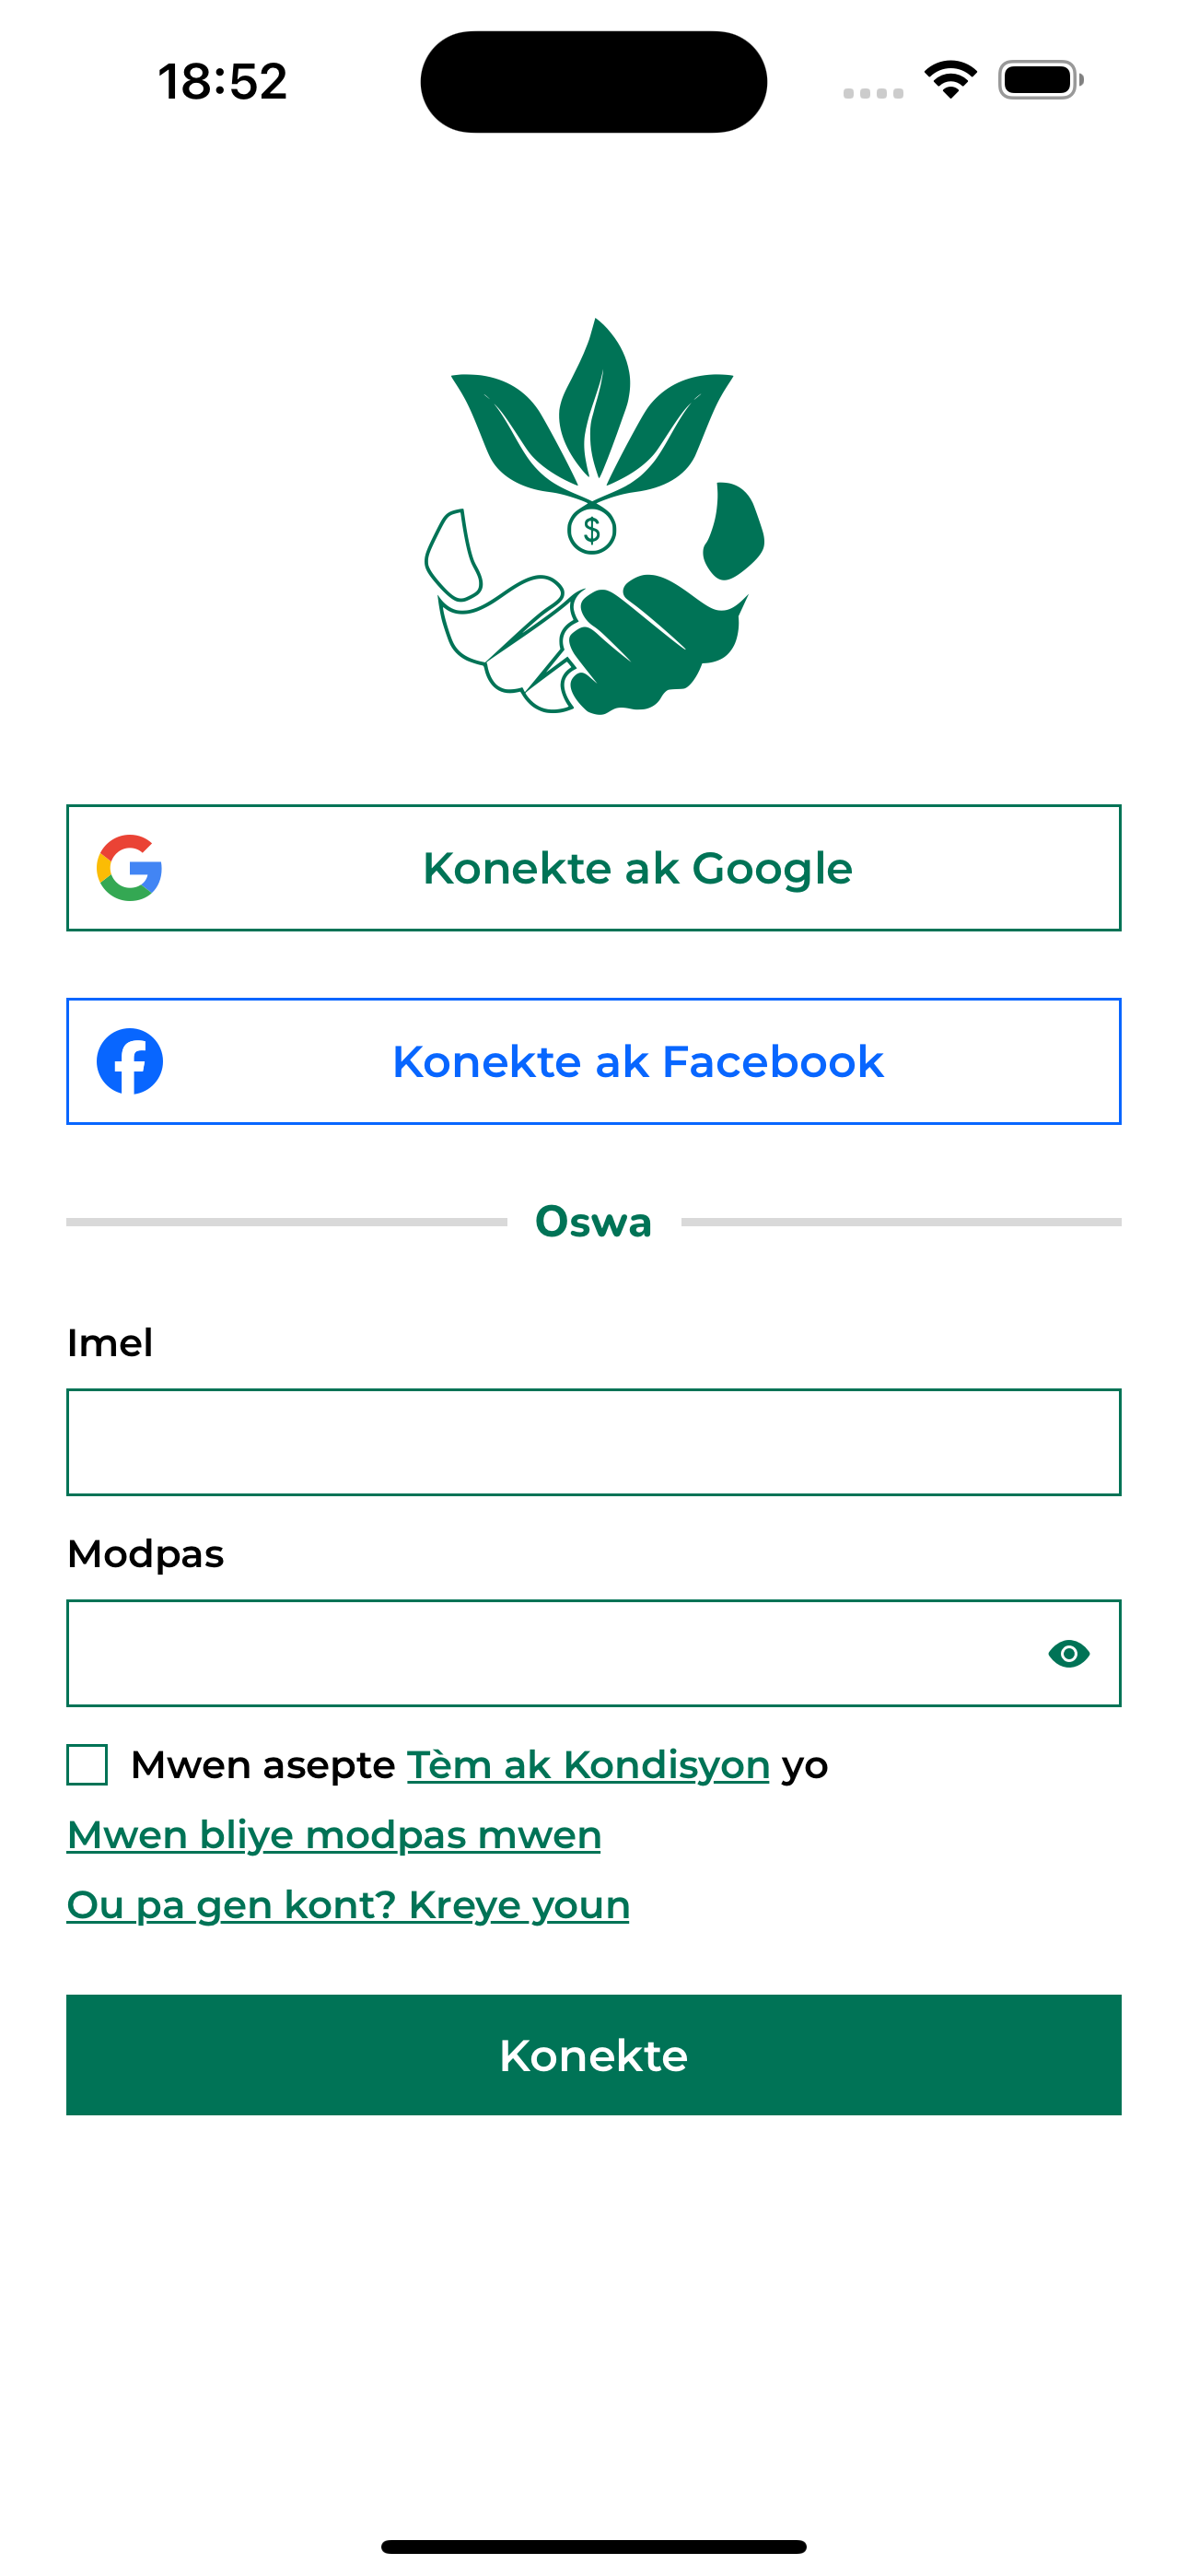 18:52
$
Konekte ak Google
Konekte ak Facebook
Oswa
Imel
Modpas
Mwen asepte Tèm ak Kondisyon yo
Mwen bliye modpas mwen
Ou pa gen kont? Kreye youn
Konekte